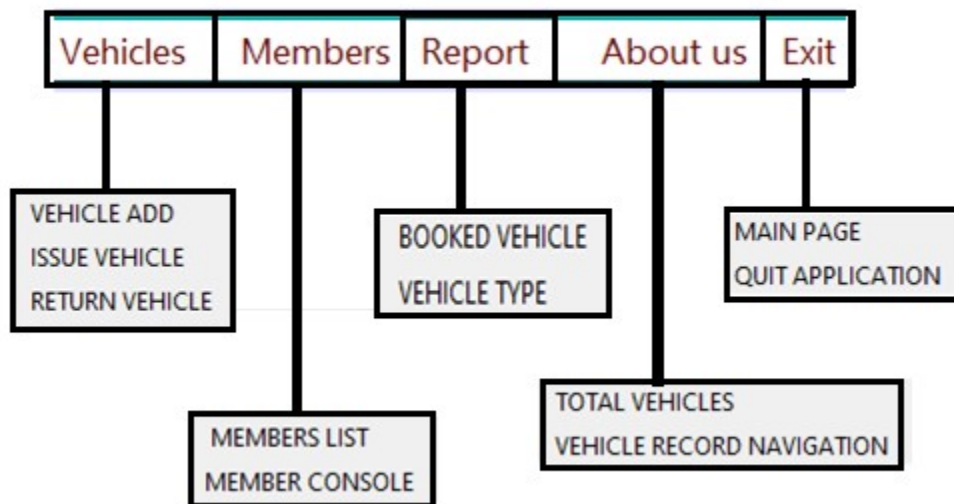 Vehicles Members Report About us Exit
VEHICLE ADD
ISSUE VEHICLE
RETURN VEHICLE
BOOKED VEHICLE
VEHICLE TYPE
MAIN PAGE
QUIT APPLICATION
MEMBERS LIST
MEMBER CONSOLE
TOTAL VEHICLES
VEHICLE RECORD NAVIGATION